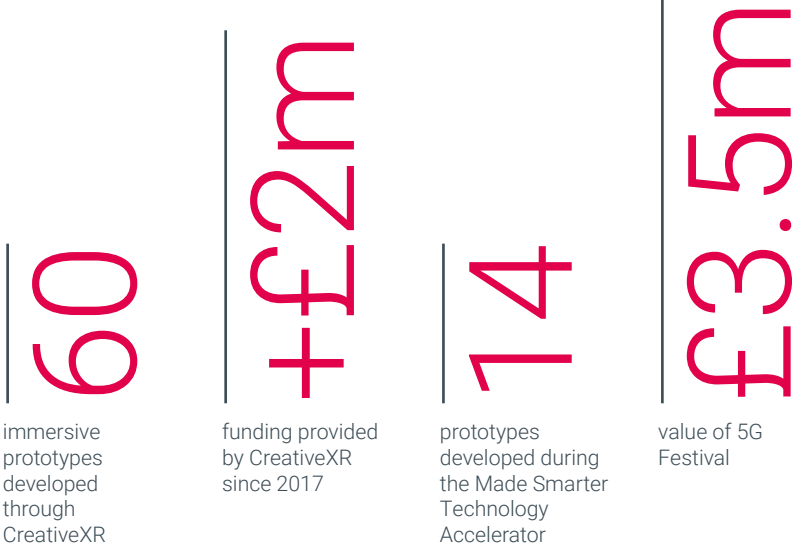 60
immersive
prototypes
developed
through
CreativeXR
+£2m
funding provided
by CreativeXR
since 2017
14
prototypes
developed during
the Made Smarter
Technology
Accelerator
£3.5m
value of 5G
Festival